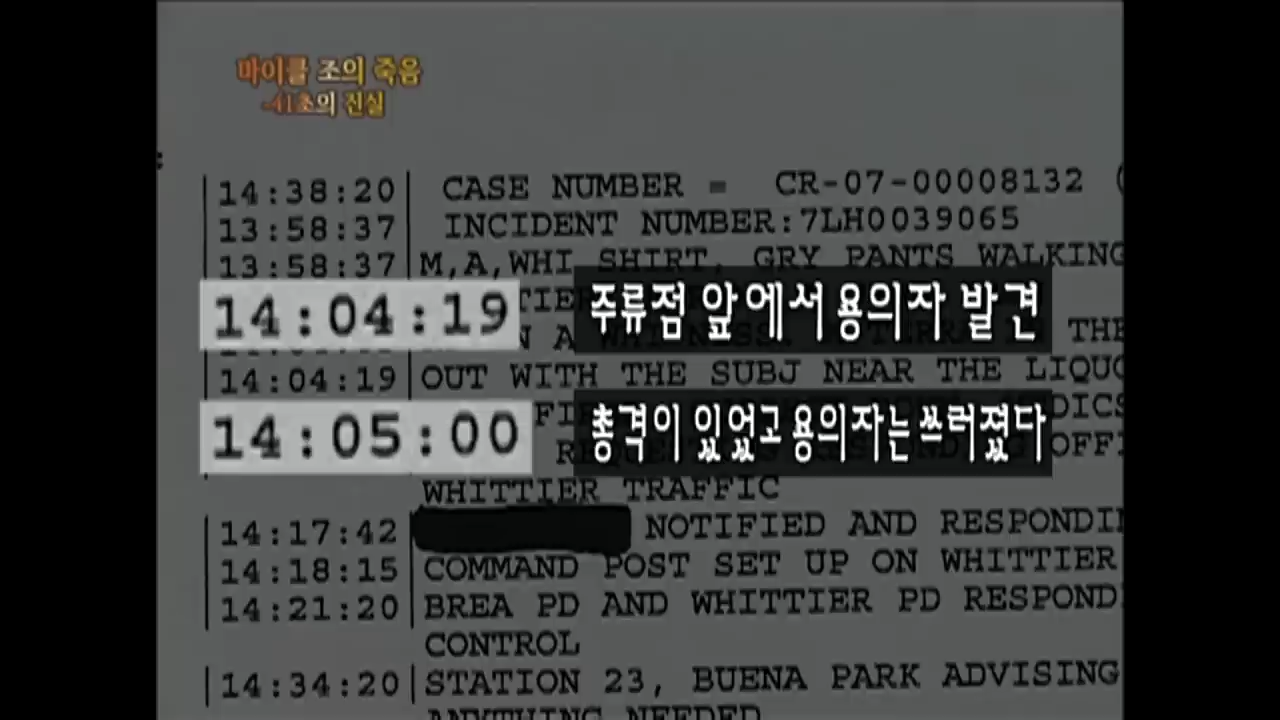 마이클 조의 죽음
-41초의 진실
14:38:20 CASE NUMBER = CR-07-00008132 (
13:58:37 INCIDENT NUMBER:7LH0039065
13:58:37 M,A,WHI SHIRT, GRY PANTS WALKING
14:04:19 주류점 앞에서 용의자 발견
THE
14:04:19 OUT WITH THE SUBJ NEAR THE
14:05:00 총격이 있었고 용의자는 쓰러졌다
WHITTIER TRAFFIC
14:17:42 NOTIFIED AND
14:18:15 COMMAND POST SET UP ON WHITTIER
14:21:20 BREA PD AND WHITTIER PD
CONTROL
14:34:20 STATION 23, BUENA PARK ADVISING
ANYTHING NEEDED